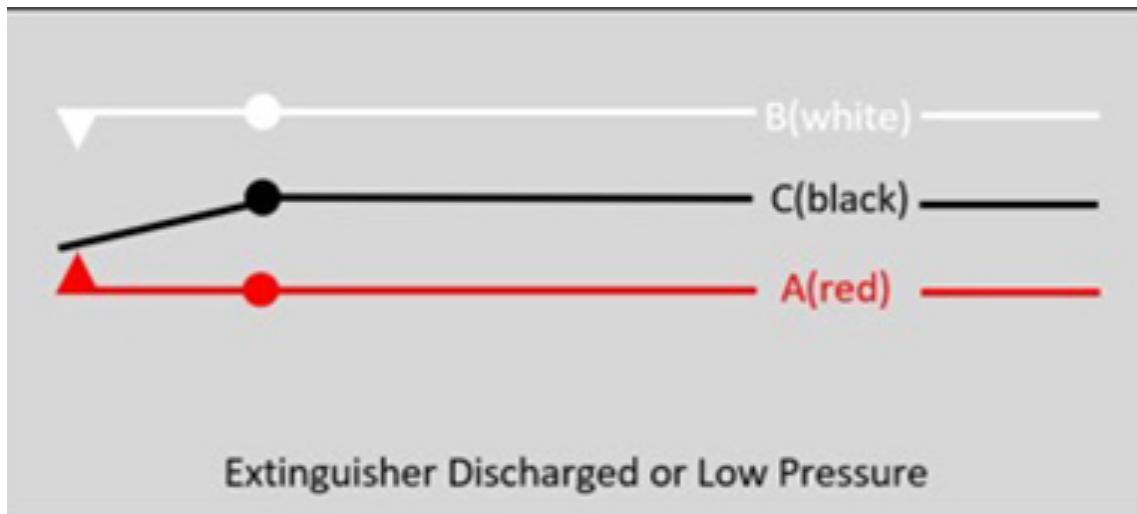 B(white)
C(black)
A(red)
Extinguisher Discharged or Low Pressure